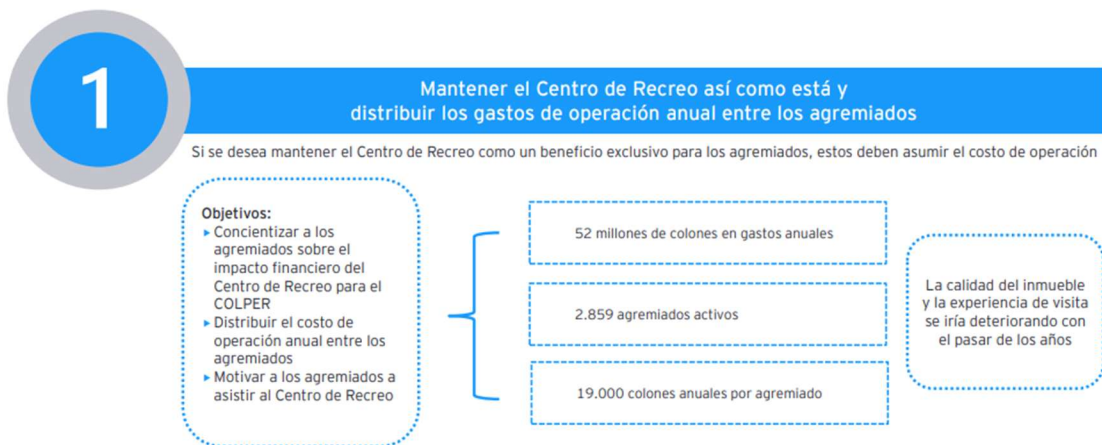 1
Mantener el Centro de Recreo así como está y
distribuir los gastos de operación anual entre los agremiados
Si se desea mantener el Centro de Recreo como un beneficio exclusivo para los agremiados, estos deben asumir el costo de operación
Objetivos:
▸ Concientizar a los
agremiados sobre el
impacto financiero del
Centro de Recreo para el
COLPER
▸ Distribuir el costo de
operación anual entre los
agremiados
▸ Motivar a los agremiados a
asistir al Centro de Recreo
52 millones de colones en gastos anuales
2.859 agremiados activos
19.000 colones anuales por agremiado
La calidad del inmueble
y la experiencia de visita
se iría deteriorando con
el pasar de los años